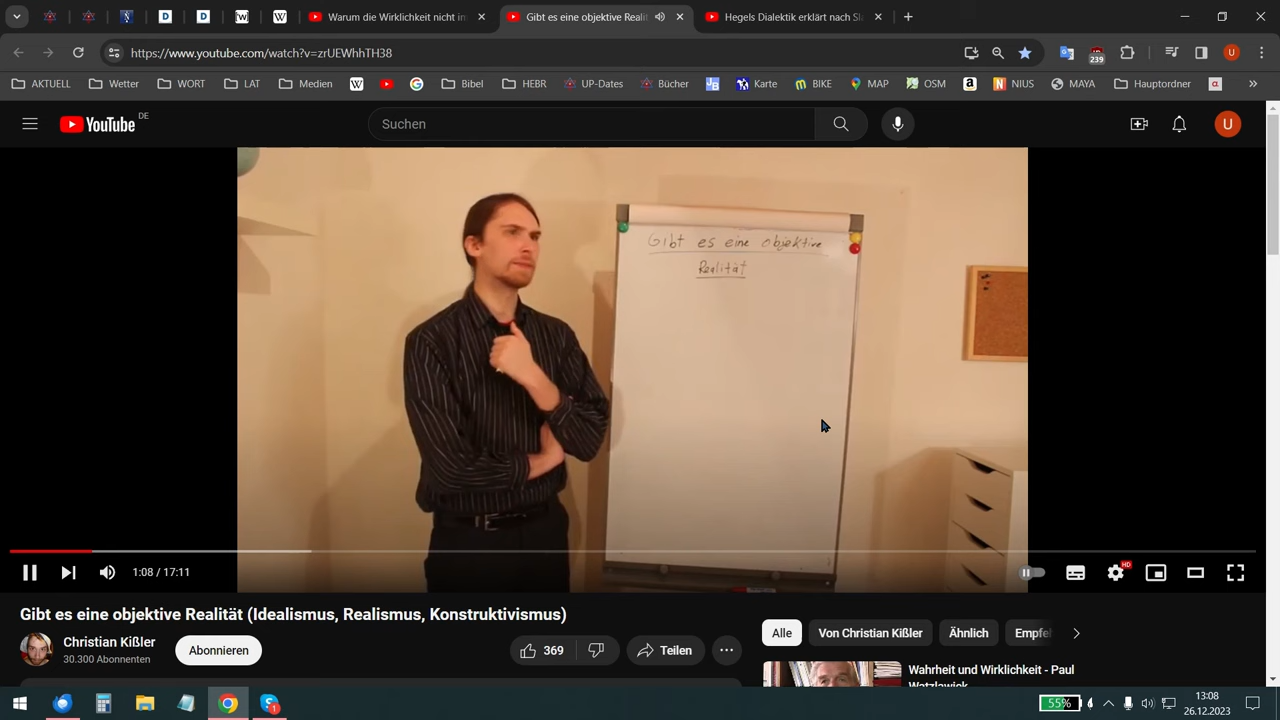 Warum die Wirklichkeit nicht in
Gibt es eine objektive Realit
Hegels Dialektik erklärt nach Sl
https://www.youtube.com/watch?v=zrUEWhhTH38
239
U
AKTUELL
Wetter
WORT
LAT
Medien
W
Bibel
HEBR
UP-Dates
Bücher
Karte
BIKE
MAP
OSM
a
NIUS
MAYA
Hauptordner
YouTube DE
Suchen
U
Gibt es eine objektive
Realität
1:08 / 17:11
HD
Gibt es eine objektive Realität (Idealismus, Realismus, Konstruktivismus)
Christian Kißler
30.300 Abonnenten
Abonnieren
369
Teilen
Alle
Von Christian Kißler
Ähnlich
Empfel
Wahrheit und Wirklichkeit - Paul
Watzlawick
55%
13:08
26.12.2023